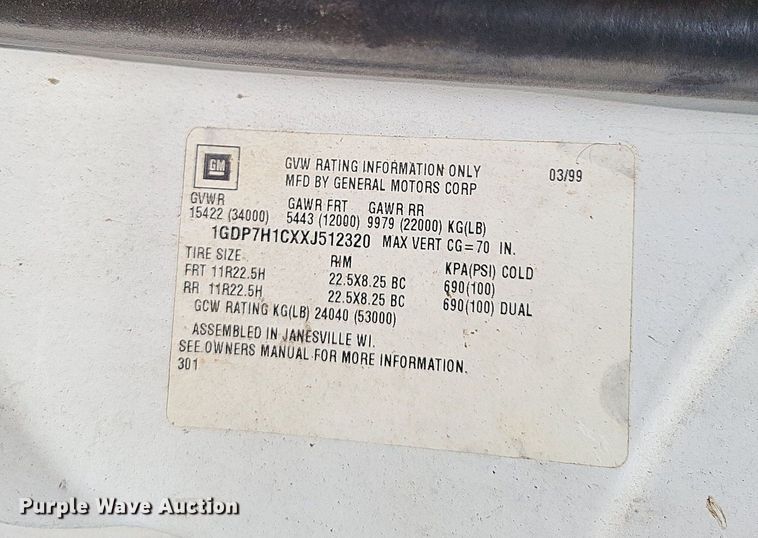 GM
GVW RATING INFORMATION ONLY 03/99
MFD BY GENERAL MOTORS CORP
GVWR GAWR FRT GAWR RR
15422 (34000) 5443 (12000) 9979 (22000) KG(LB)
1GDP7H1CXXJ512320 MAX VERT CG=70 IN.
TIRE SIZE RIM KPA(PSI) COLD
FRT 11R22.5H 22.5X8.25 BC 690(100)
RR 11R22.5H 22.5X8.25 BC 690(100) DUAL
GCW RATING KG(LB) 24040 (53000)
ASSEMBLED IN JANESVILLE WI.
SEE OWNERS MANUAL FOR MORE INFORMATION.
301
Purple Wave Auction